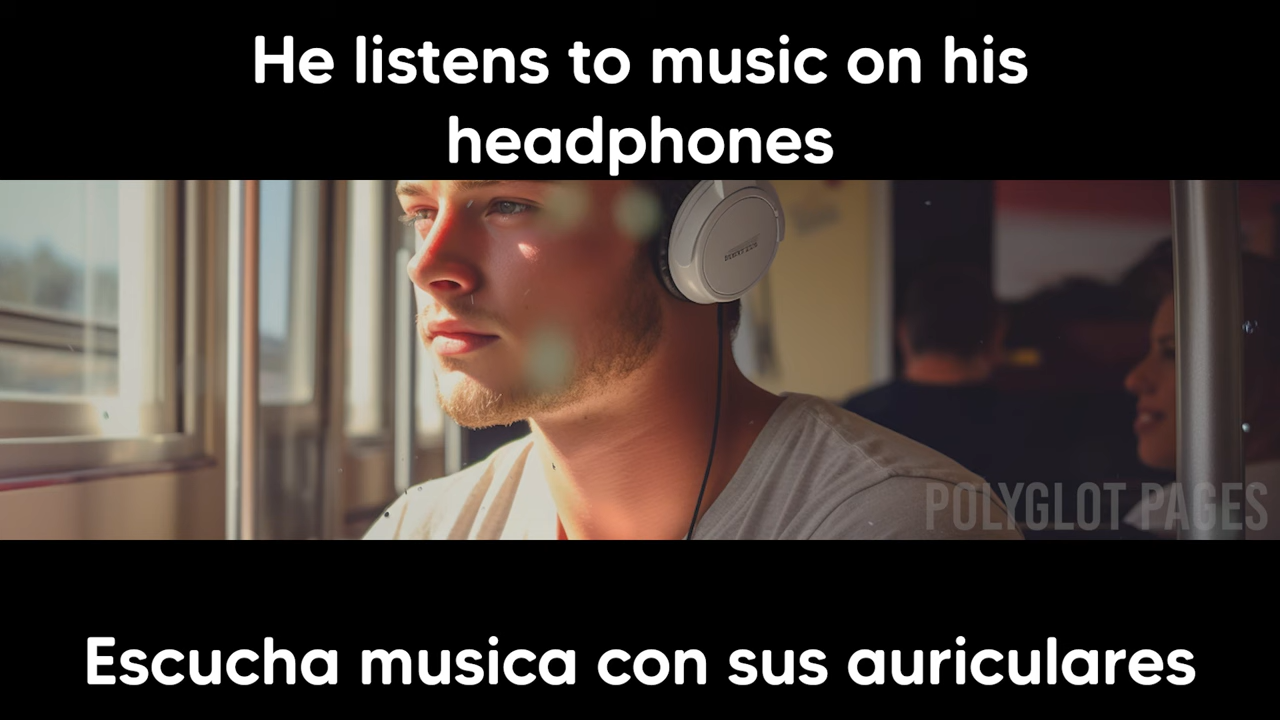 He listens to music on his
headphones
POLYGLOT PAGES
Escucha musica con sus auriculares